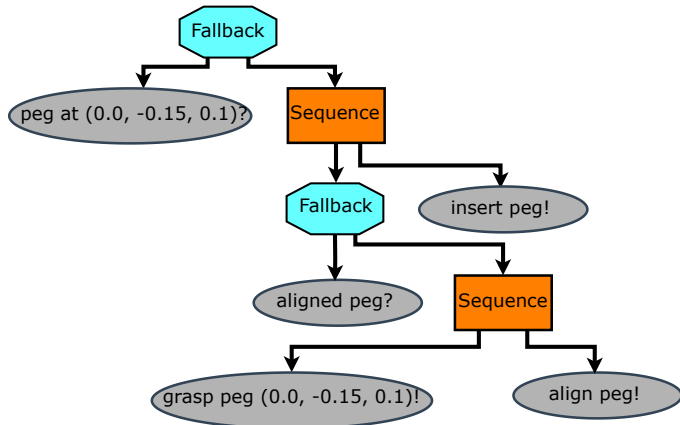 Fallback
peg at (0.0, -0.15, 0.1)?
Sequence
Fallback
insert peg!
aligned peg?
Sequence
grasp peg (0.0, -0.15, 0.1)!
align peg!